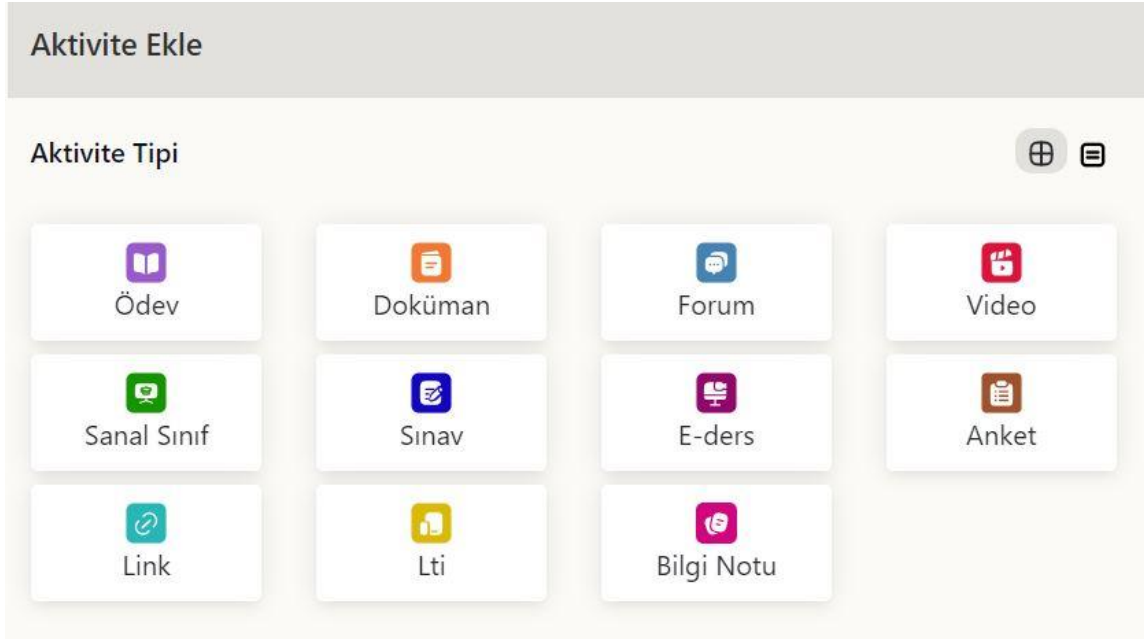 Aktivite Ekle
Aktivite Tipi
Ödev
Doküman
Forum
Video
Sanal Sınıf
Sınav
E-ders
Anket
Link
Lti
Bilgi Notu